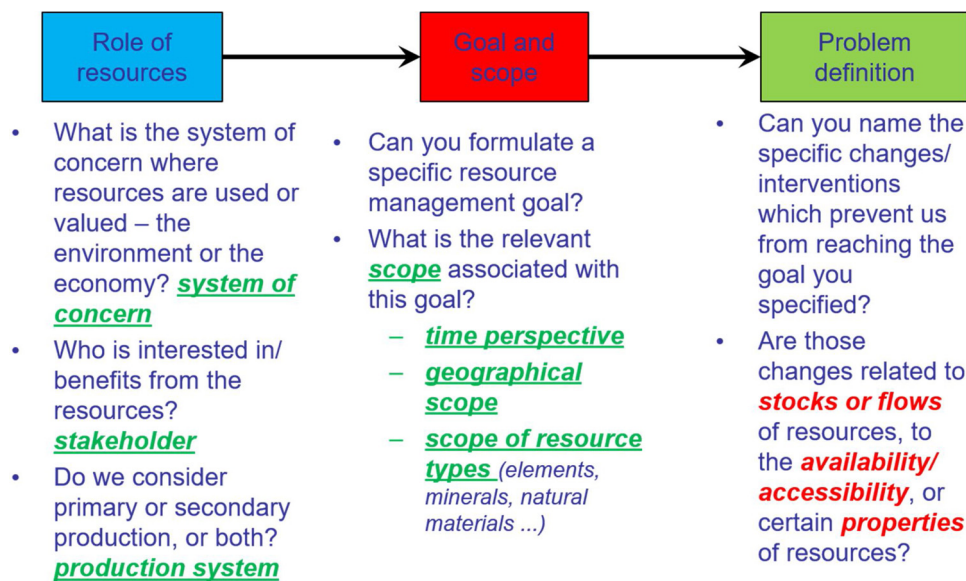 Role of
resources
Goal and
scope
Problem
definition
• What is the system of
concern where
resources are used or
valued – the
environment or the
economy? system of
concern
• Who is interested in/
benefits from the
resources?
stakeholder
• Do we consider
primary or secondary
production, or both?
production system
• Can you formulate a
specific resource
management goal?
• What is the relevant
scope associated with
this goal?
– time perspective
– geographical
scope
– scope of resource
types (elements,
minerals, natural
materials ...)
• Can you name the
specific changes/
interventions
which prevent us
from reaching the
goal you
specified?
• Are those
changes related to
stocks or flows
of resources, to
the availability/
accessibility, or
certain properties
of resources?